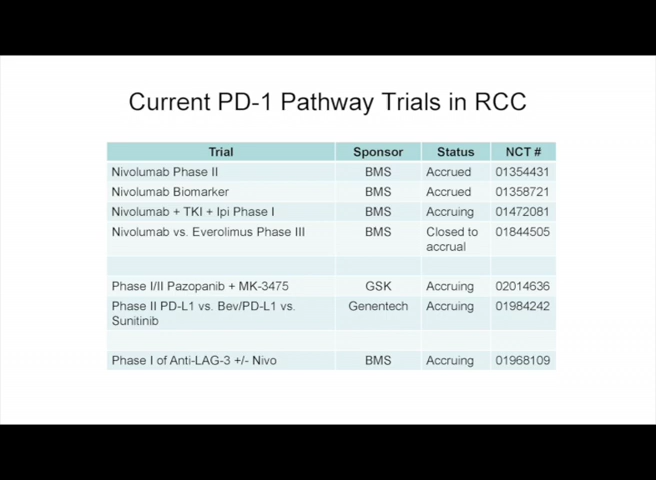 Current PD-1 Pathway Trials in RCC
Trial Sponsor Status NCT #
Nivolumab Phase II BMS Accrued 01354431
Nivolumab Biomarker BMS Accrued 01358721
Nivolumab + TKI + Ipi Phase I BMS Accruing 01472081
Nivolumab vs. Everolimus Phase III BMS Closed to 01844505
accrual
Phase I/II Pazopanib + MK-3475 GSK Accruing 02014636
Phase II PD-L1 vs. Bev/PD-L1 vs. Genentech Accruing 01984242
Sunitinib
Phase I of Anti-LAG-3 +/- Nivo BMS Accruing 01968109